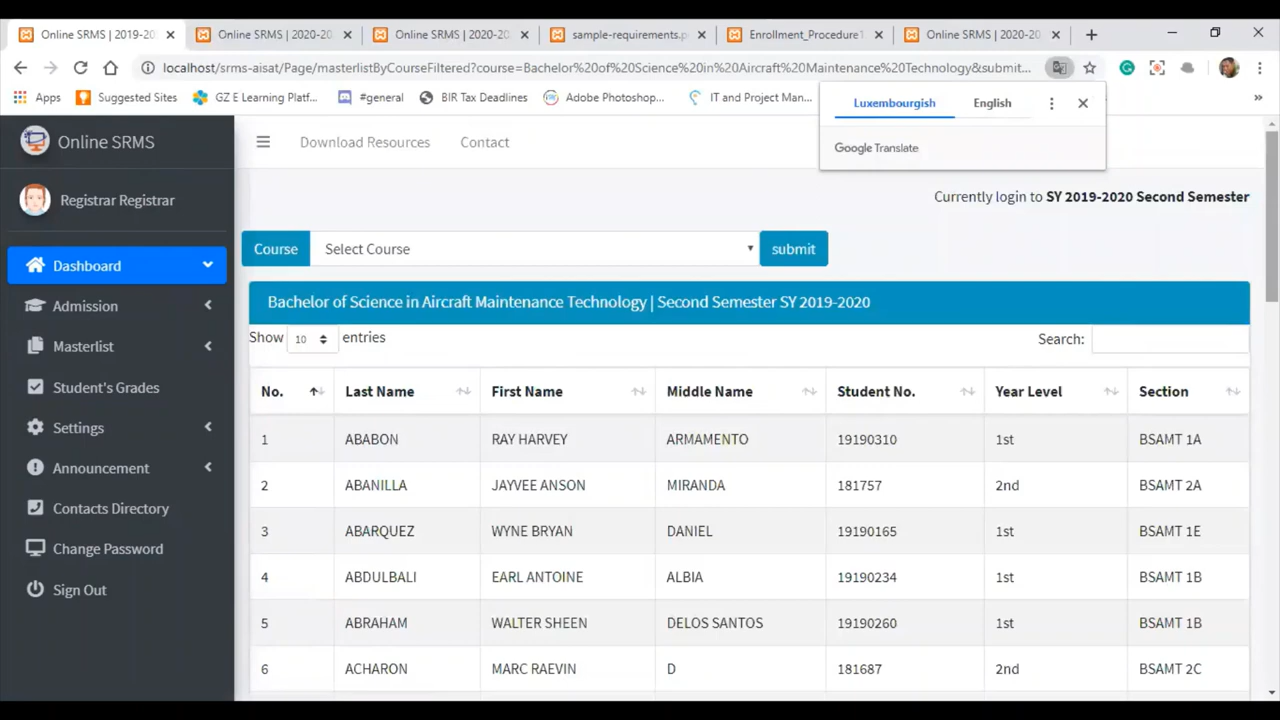 Online SRMS | 2019-20
Online SRMS | 2020-20
Online SRMS | 2020-20
sample-requirements.p
Enrollment_Procedure1
Online SRMS | 2020-20
localhost/srms-aisat/Page/masterlistByCourseFiltered?course=Bachelor%20of%20Science%20in%20Aircraft%20Maintenance%20Technology&submit...
Apps
Suggested Sites
GZ E Learning Platf...
#general
BIR Tax Deadlines
Adobe Photoshop...
IT and Project Man...
Luxembourgish
English
Google Translate
Online SRMS
Download Resources
Contact
Registrar Registrar
Currently login to SY 2019-2020 Second Semester
Dashboard
Admission
Masterlist
Student's Grades
Settings
Announcement
Contacts Directory
Change Password
Sign Out
Course Select Course submit
Bachelor of Science in Aircraft Maintenance Technology | Second Semester SY 2019-2020
Show 10 entries Search:
No. Last Name First Name Middle Name Student No. Year Level Section
1 ABABON RAY HARVEY ARMAMENTO 19190310 1st BSAMT 1A
2 ABANILLA JAYVEE ANSON MIRANDA 181757 2nd BSAMT 2A
3 ABARQUEZ WYNE BRYAN DANIEL 19190165 1st BSAMT 1E
4 ABDULBALI EARL ANTOINE ALBIA 19190234 1st BSAMT 1B
5 ABRAHAM WALTER SHEEN DELOS SANTOS 19190260 1st BSAMT 1B
6 ACHARON MARC RAEVIN D 181687 2nd BSAMT 2C